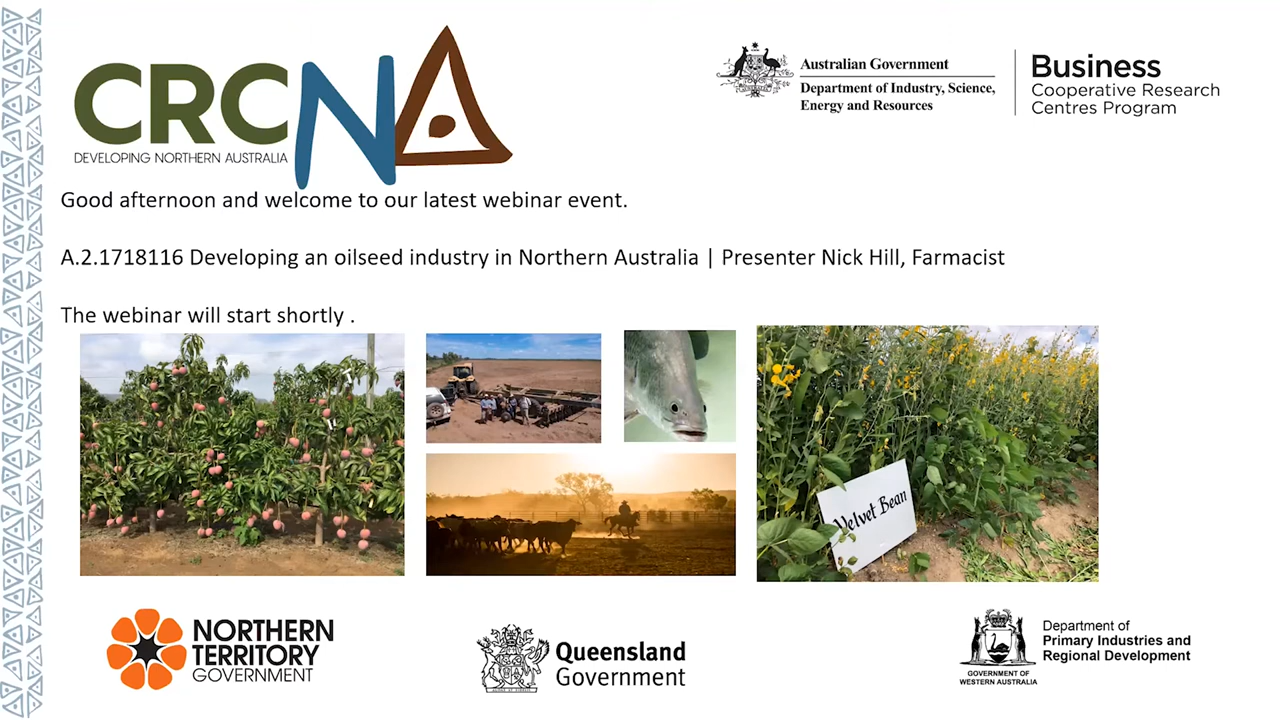 CRCNA
DEVELOPING NORTHERN AUSTRALIA
Australian Government
Department of Industry, Science,
Energy and Resources
Business
Cooperative Research
Centres Program
Good afternoon and welcome to our latest webinar event.
A.2.1718116 Developing an oilseed industry in Northern Australia | Presenter Nick Hill, Farmacist
The webinar will start shortly .
Velvet Bean
NORTHERN
TERRITORY
GOVERNMENT
Queensland
Government
GOVERNMENT OF
WESTERN AUSTRALIA
Department of
Primary Industries and
Regional Development